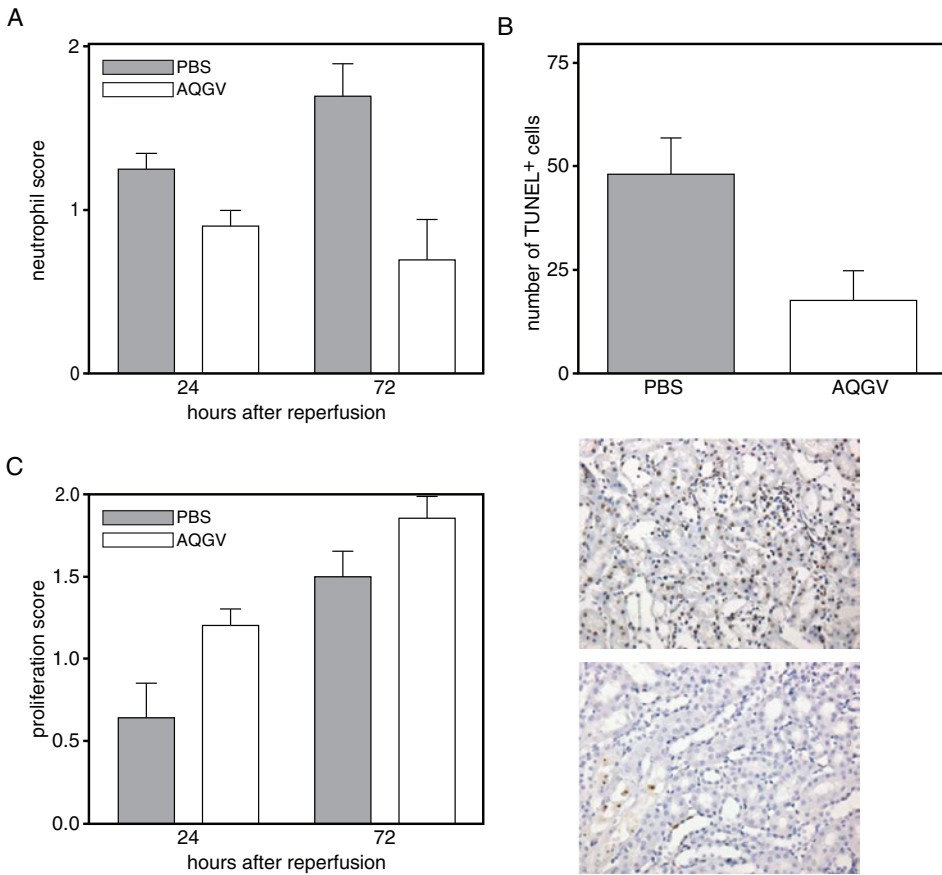 A
2
1
0
neutrophil score
PBS
AQGV
24
72
hours after reperfusion
B
75
50
25
0
number of TUNEL+ cells
PBS
AQGV
C
2.0
1.5
1.0
0.5
0.0
proliferation score
PBS
AQGV
24
72
hours after reperfusion